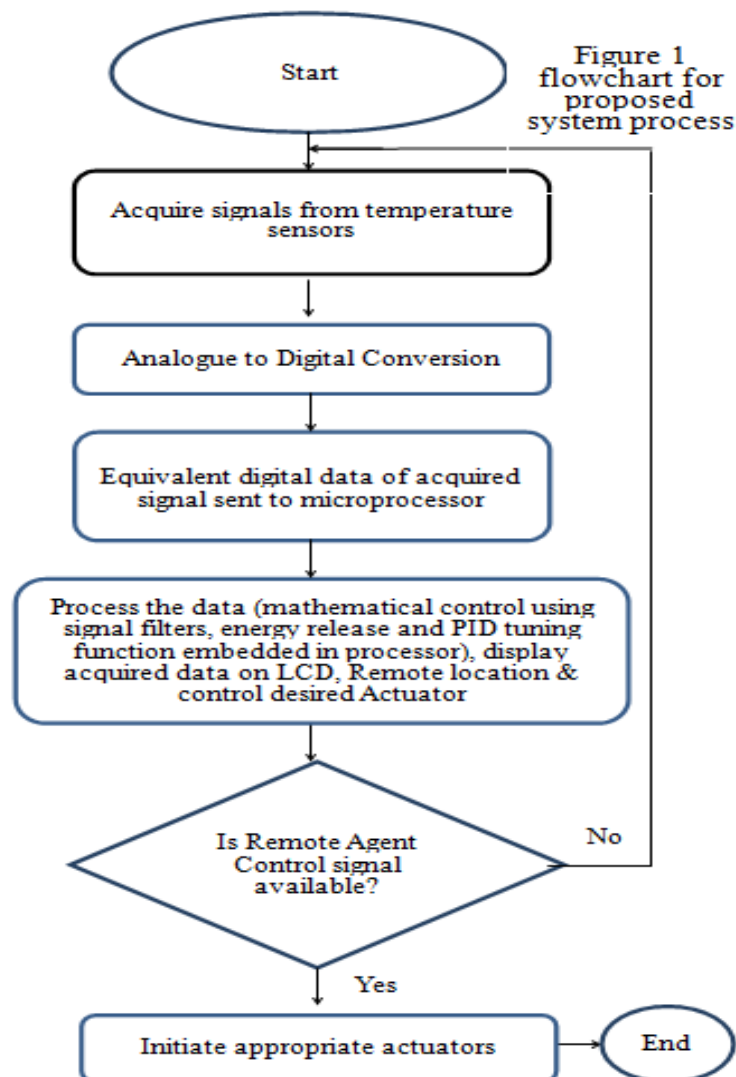 Start
Figure 1
flowchart for
proposed
system process
Acquire signals from temperature
sensors
Analogue to Digital Conversion
Equivalent digital data of acquired
signal sent to microprocessor
Process the data (mathematical control using
signal filters, energy release and PID tuning
function embedded in processor), display
acquired data on LCD, Remote location &
control desired Actuator
Is Remote Agent
Control signal
available?
No
Yes
Initiate appropriate actuators
End